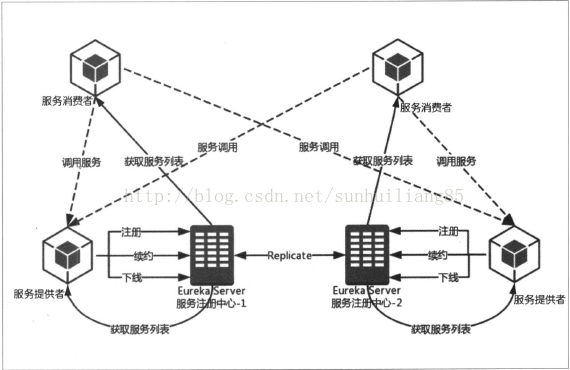 服务消费者
服务消费者
服务调用
服务调用
调用服务
获取服务列表
获取服务列表
调用服务
http://blog.csdn.net/sunhuiliang85
注册
注册
续约
Replicate
续约
下线
下线
服务提供者
Eureka Server
服务注册中心-1
Eureka Server
服务注册中心-2
服务提供者
获取服务列表
获取服务列表